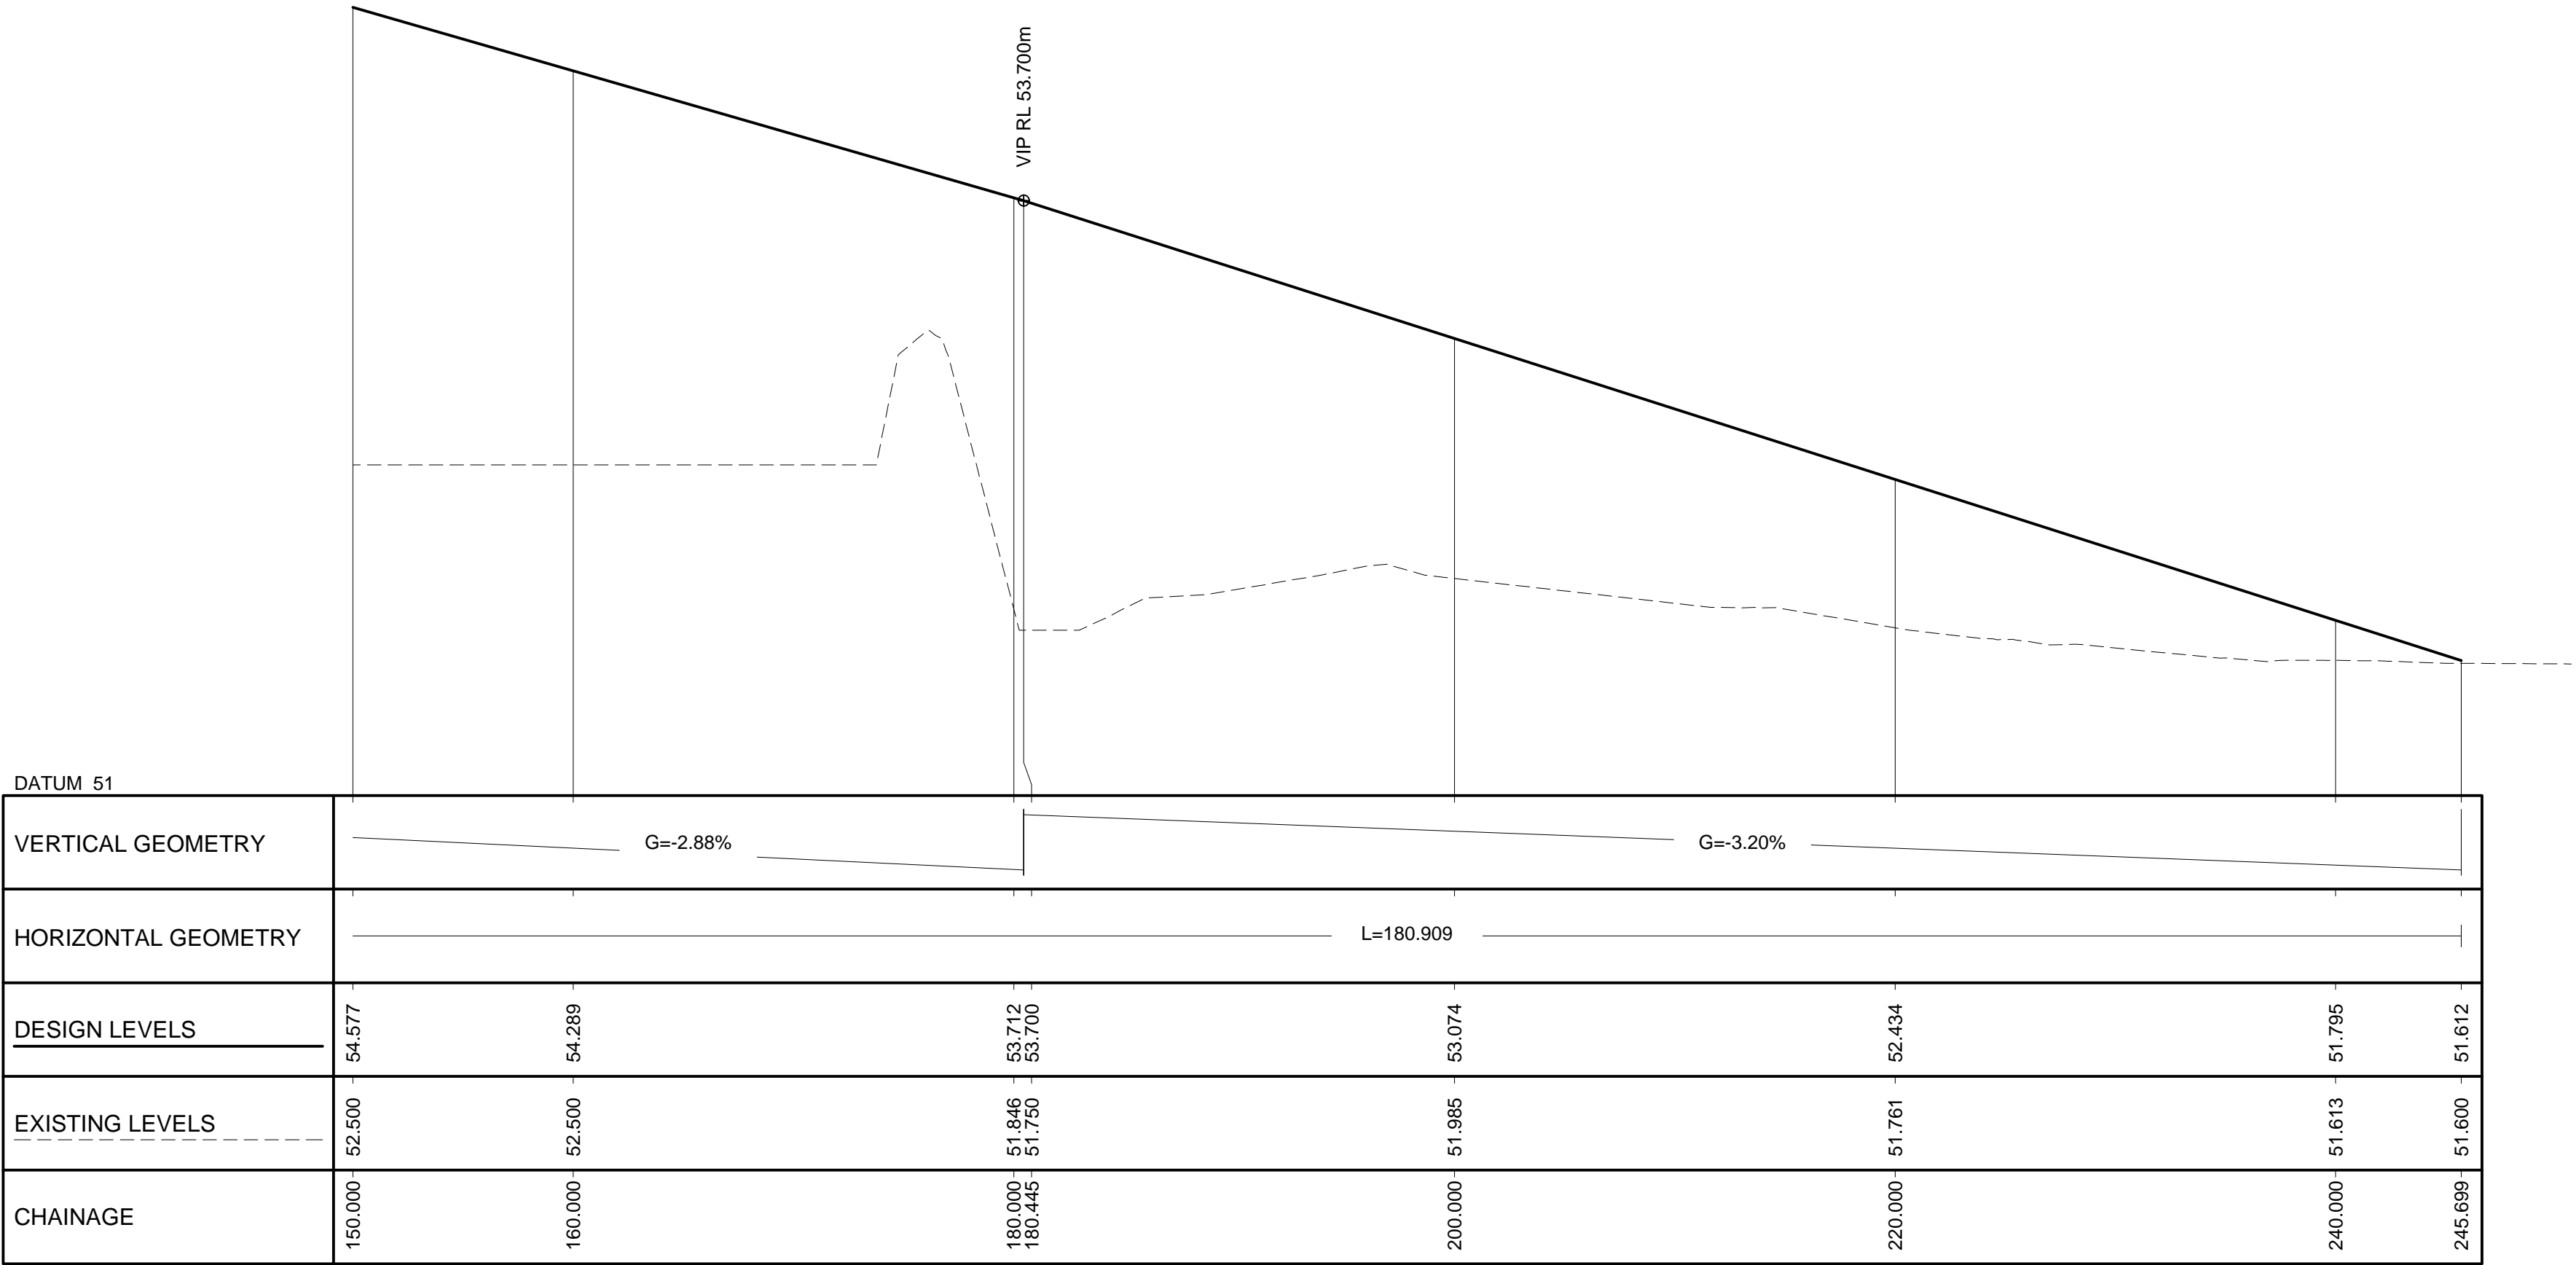 VIP RL 53.700m
DATUM 51
VERTICAL GEOMETRY
G=-2.88%
G=-3.20%
HORIZONTAL GEOMETRY
L=180.909
DESIGN LEVELS
54.577
54.289
53.712
53.700
53.074
52.434
51.795
51.612
EXISTING LEVELS
52.500
52.500
51.846
51.750
51.985
51.761
51.613
51.600
CHAINAGE
150.000
160.000
180.000
180.445
200.000
220.000
240.000
245.699